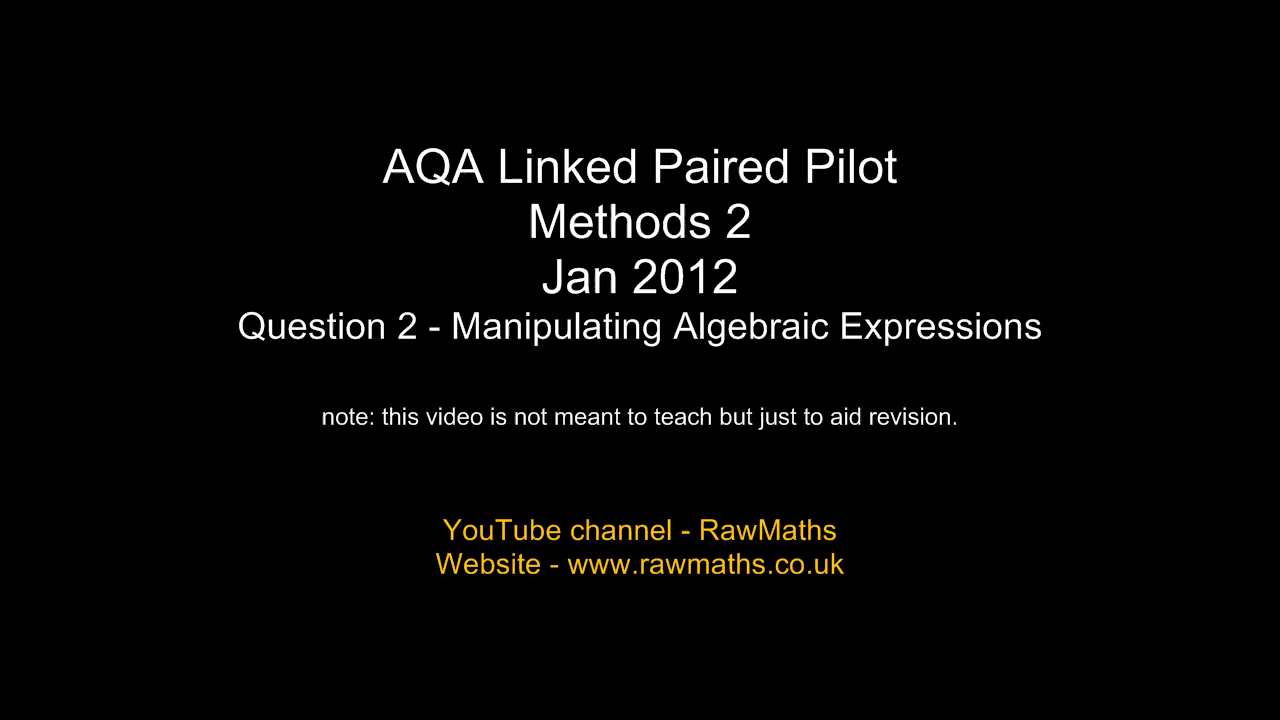 AQA Linked Paired Pilot
Methods 2
Jan 2012
Question 2 - Manipulating Algebraic Expressions
note: this video is not meant to teach but just to aid revision.
YouTube channel - RawMaths
Website - www.rawmaths.co.uk